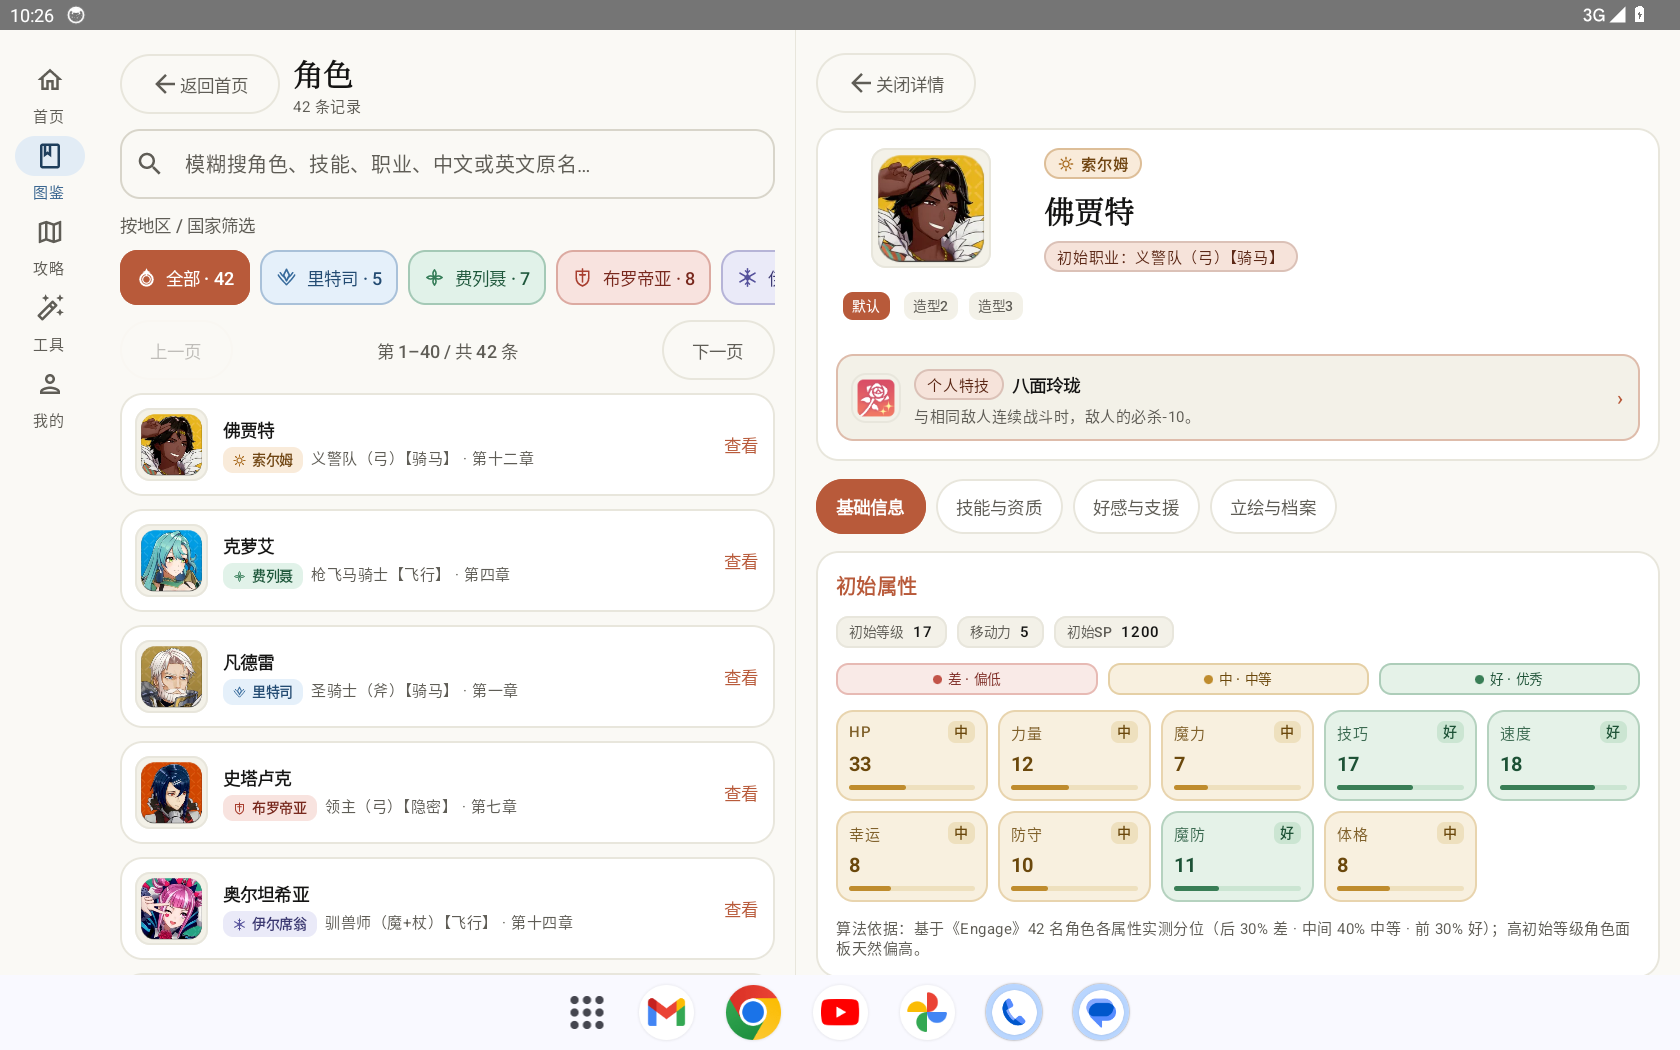 10:26
3G
首页
图鉴
攻略
工具
我的
返回首页
角色
42 条记录
模糊搜角色、技能、职业、中文或英文原名...
按地区 / 国家筛选
全部 · 42
里特司 · 5
费列聂 · 7
布罗帝亚 · 8
上一页
第 1–40 / 共 42 条
下一页
佛贾特
索尔姆 义警队（弓）【骑马】 · 第十二章
查看
克萝艾
费列聂 枪飞马骑士【飞行】 · 第四章
查看
凡德雷
里特司 圣骑士（斧）【骑马】 · 第一章
查看
史塔卢克
布罗帝亚 领主（弓）【隐密】 · 第七章
查看
奥尔坦希亚
伊尔席翁 驯兽师（魔+杖）【飞行】 · 第十四章
查看
关闭详情
索尔姆
佛贾特
初始职业：义警队（弓）【骑马】
默认 造型2 造型3
个人特技 八面玲珑
与相同敌人连续战斗时，敌人的必杀-10。
基础信息 技能与资质 好感与支援 立绘与档案
初始属性
初始等级 17 移动力 5 初始SP 1200
差 · 偏低 中 · 中等 好 · 优秀
HP 中
33
力量 中
12
魔力 中
7
技巧 好
17
速度 好
18
幸运 中
8
防守 中
10
魔防 好
11
体格 中
8
算法依据：基于《Engage》42 名角色各属性实测分位（后 30% 差 · 中间 40% 中等 · 前 30% 好）；高初始等级角色面
板天然偏高。